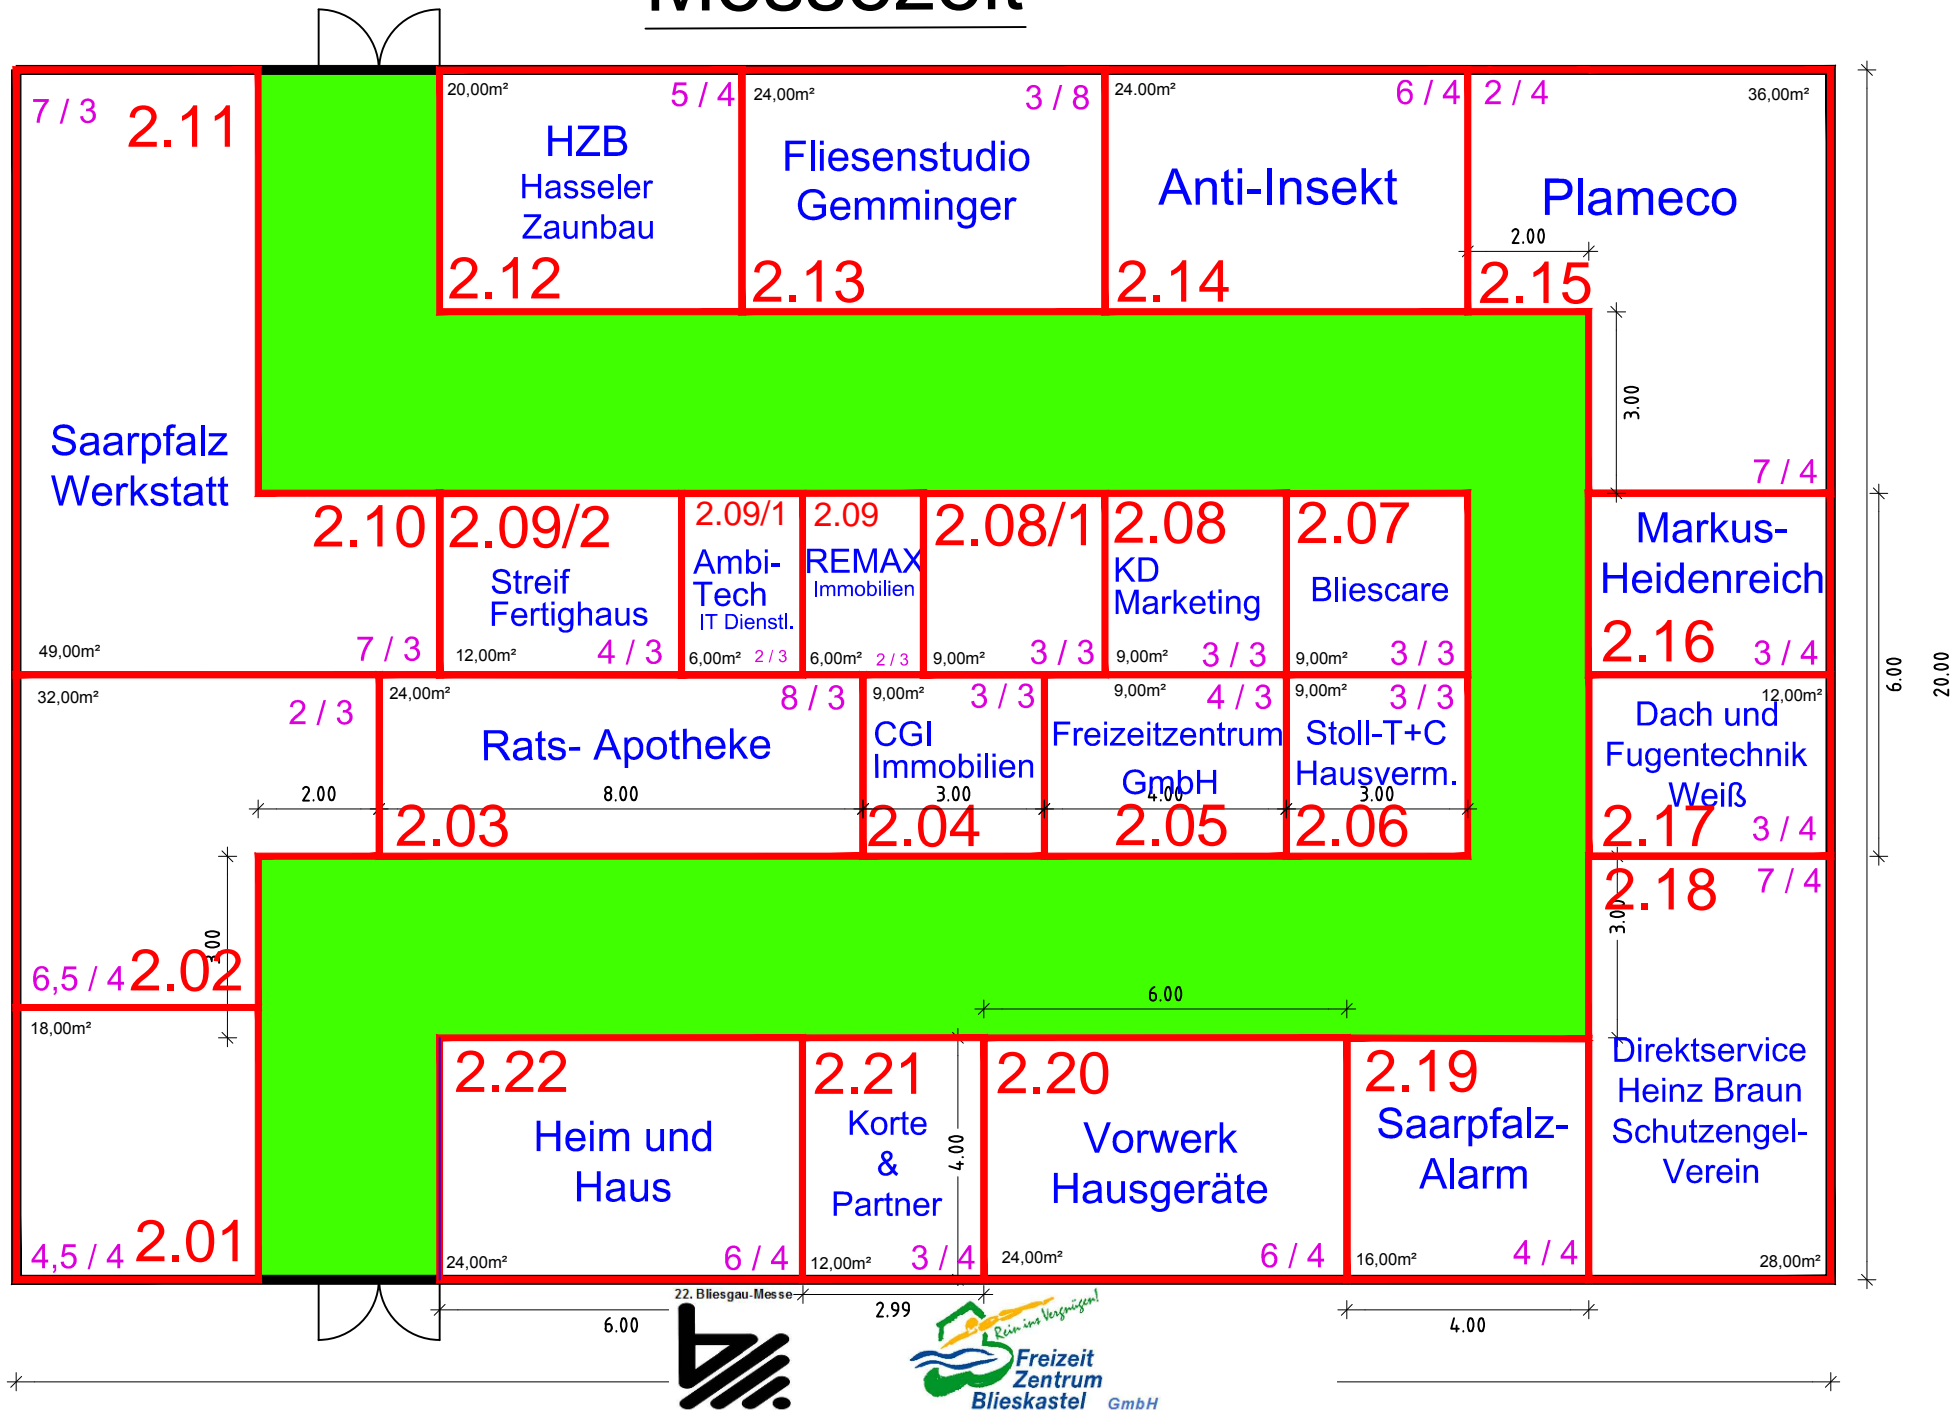 Messezeit
7 / 3
2.11
Saarpfalz
Werkstatt
2.10
49,00m²
7 / 3
20,00m²
5 / 4
HZB
Hasseler
Zaunbau
2.12
24,00m²
3 / 8
Fliesenstudio
Gemminger
2.13
24.00m²
6 / 4
Anti-Insekt
2.14
2 / 4
36,00m²
Plameco
2.00
2.15
3.00
7 / 4
2.09/2
Streif
Fertighaus
12,00m²
4 / 3
2.09/1
Ambi-
Tech
IT Dienstl.
6,00m²
2 / 3
2.09
REMAX
Immobilien
6,00m²
2 / 3
2.08/1
9,00m²
3 / 3
2.08
KD
Marketing
9,00m²
3 / 3
2.07
Bliescare
9,00m²
3 / 3
Markus-
Heidenreich
2.16
3 / 4
6.00
20.00
32,00m²
2 / 3
2.00
3.00
6,5 / 4
2.02
24,00m²
8 / 3
Rats- Apotheke
8.00
2.03
9,00m²
3 / 3
CGI
Immobilien
3.00
2.04
9,00m²
4 / 3
Freizeitzentrum
GmbH
4.00
2.05
9,00m²
3 / 3
Stoll-T+C
Hausverm.
3.00
2.06
12,00m²
Dach und
Fugentechnik
Weiß
2.17
3 / 4
2.18
7 / 4
3.00
Direktservice
Heinz Braun
Schutzengel-
Verein
28,00m²
18,00m²
4,5 / 4
2.01
2.22
Heim und
Haus
24,00m²
6 / 4
2.21
Korte
&
Partner
12,00m²
3 / 4
4.00
6.00
2.20
Vorwerk
Hausgeräte
24,00m²
6 / 4
2.19
Saarpfalz-
Alarm
16,00m²
4 / 4
6.00
2.99
4.00
22. Bliesgau-Messe
Rein ins Vergnügen!
Freizeit
Zentrum
Blieskastel GmbH